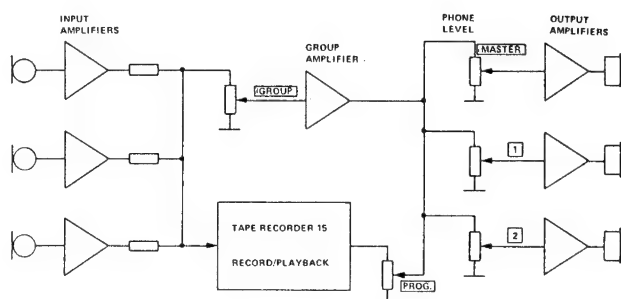 INPUT
AMPLIFIERS
GROUP
AMPLIFIER
PHONE
LEVEL
OUTPUT
AMPLIFIERS
MASTER
GROUP
1
TAPE RECORDER 15
RECORD/PLAYBACK
2
PROG.